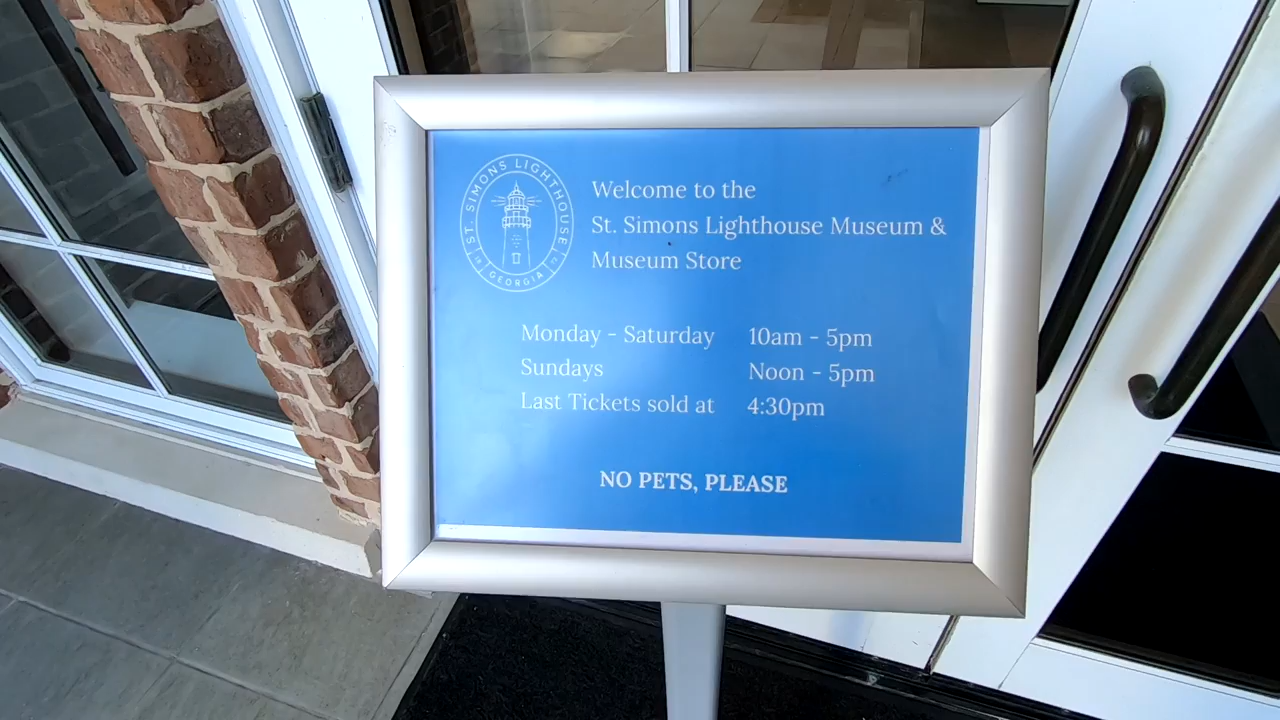 ST. SIMONS LIGHTHOUSE
GEORGIA
Welcome to the
St. Simons Lighthouse Museum &
Museum Store
Monday - Saturday 10am - 5pm
Sundays Noon - 5pm
Last Tickets sold at 4:30pm
NO PETS, PLEASE